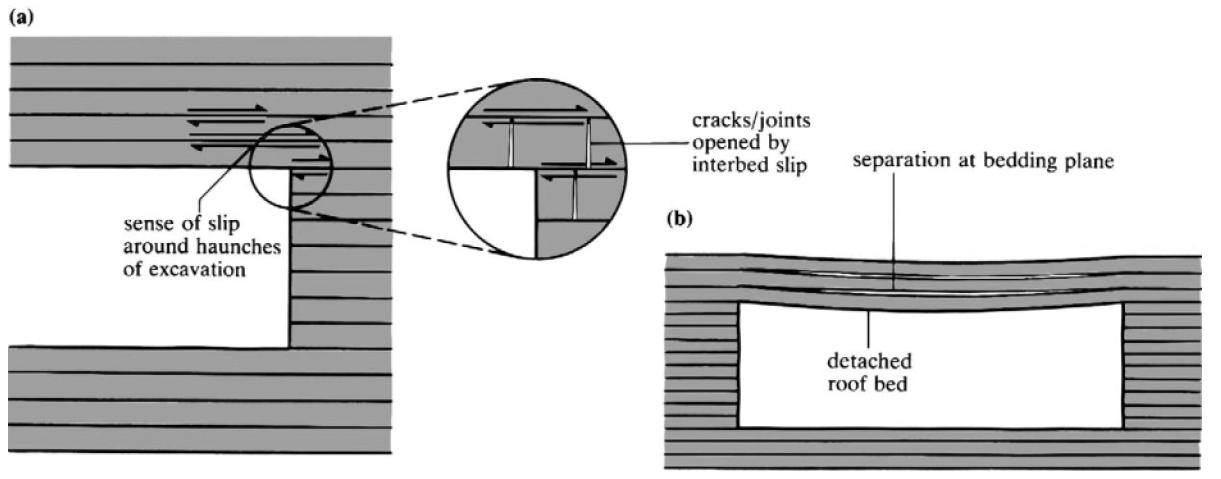 (a)
sense of slip
around haunches
of excavation
cracks/joints
opened by
interbed slip
separation at bedding plane
(b)
detached
roof bed